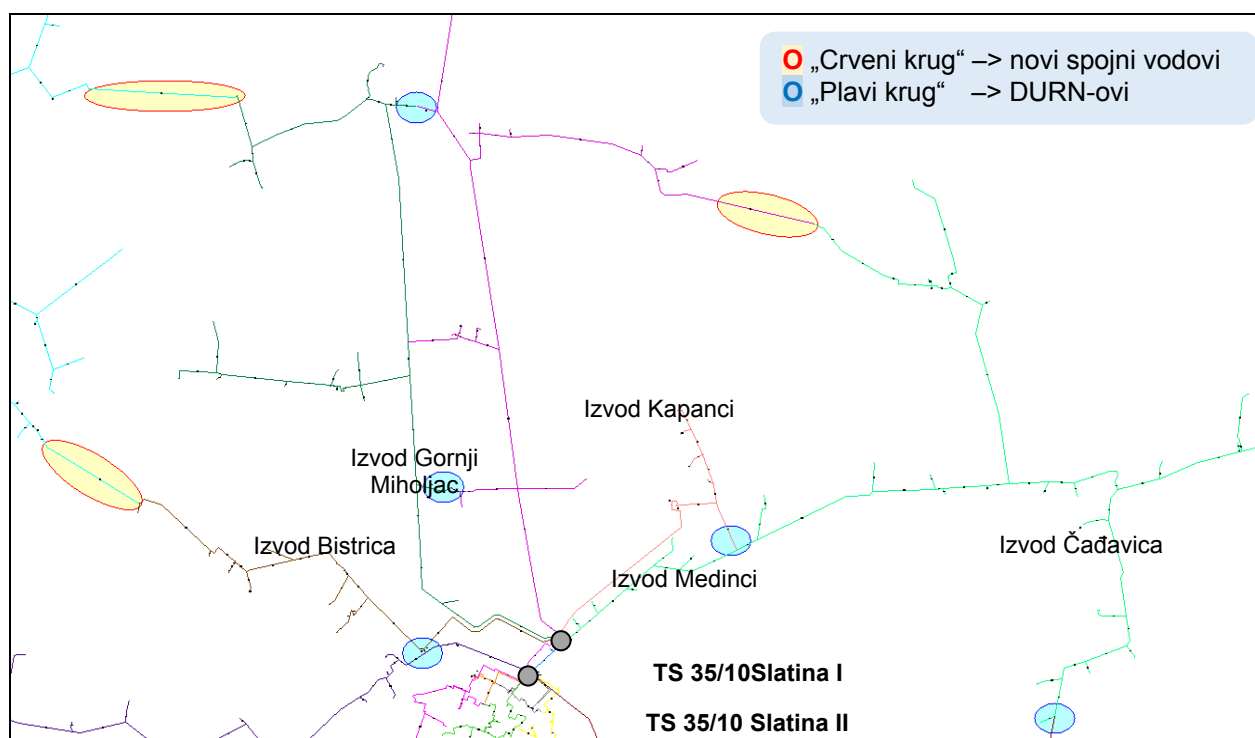 O „Crveni krug“ –> novi spojni vodovi
O „Plavi krug“ –> DURN-ovi
Izvod Kapanci
Izvod Gornji
Miholjac
Izvod Bistrica
Izvod Čađavica
Izvod Medinci
TS 35/10Slatina I
TS 35/10 Slatina II